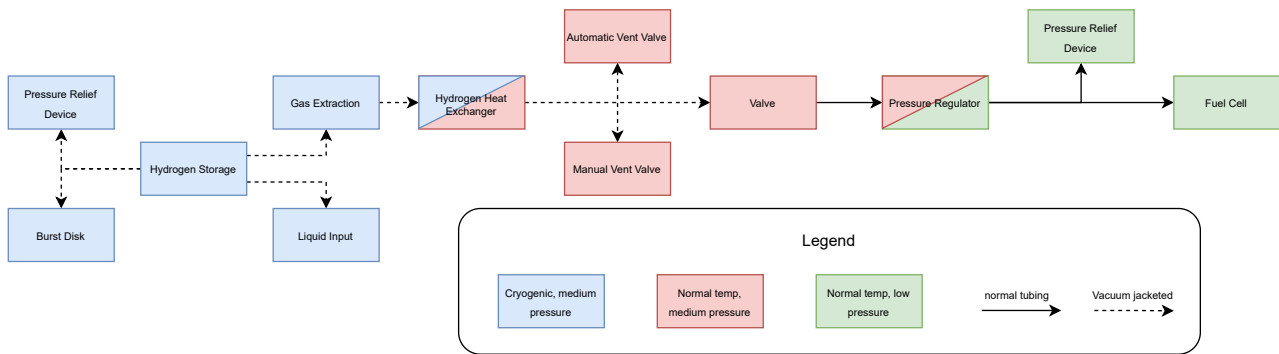 Automatic Vent Valve
Pressure Relief
Device
Pressure Relief
Device
Gas Extraction
Hydrogen Heat
Exchanger
Valve
Pressure Regulator
Fuel Cell
Hydrogen Storage
Manual Vent Valve
Burst Disk
Liquid Input
Legend
Cryogenic, medium
pressure
Normal temp,
medium pressure
Normal temp, low
pressure
normal tubing
Vacuum jacketed